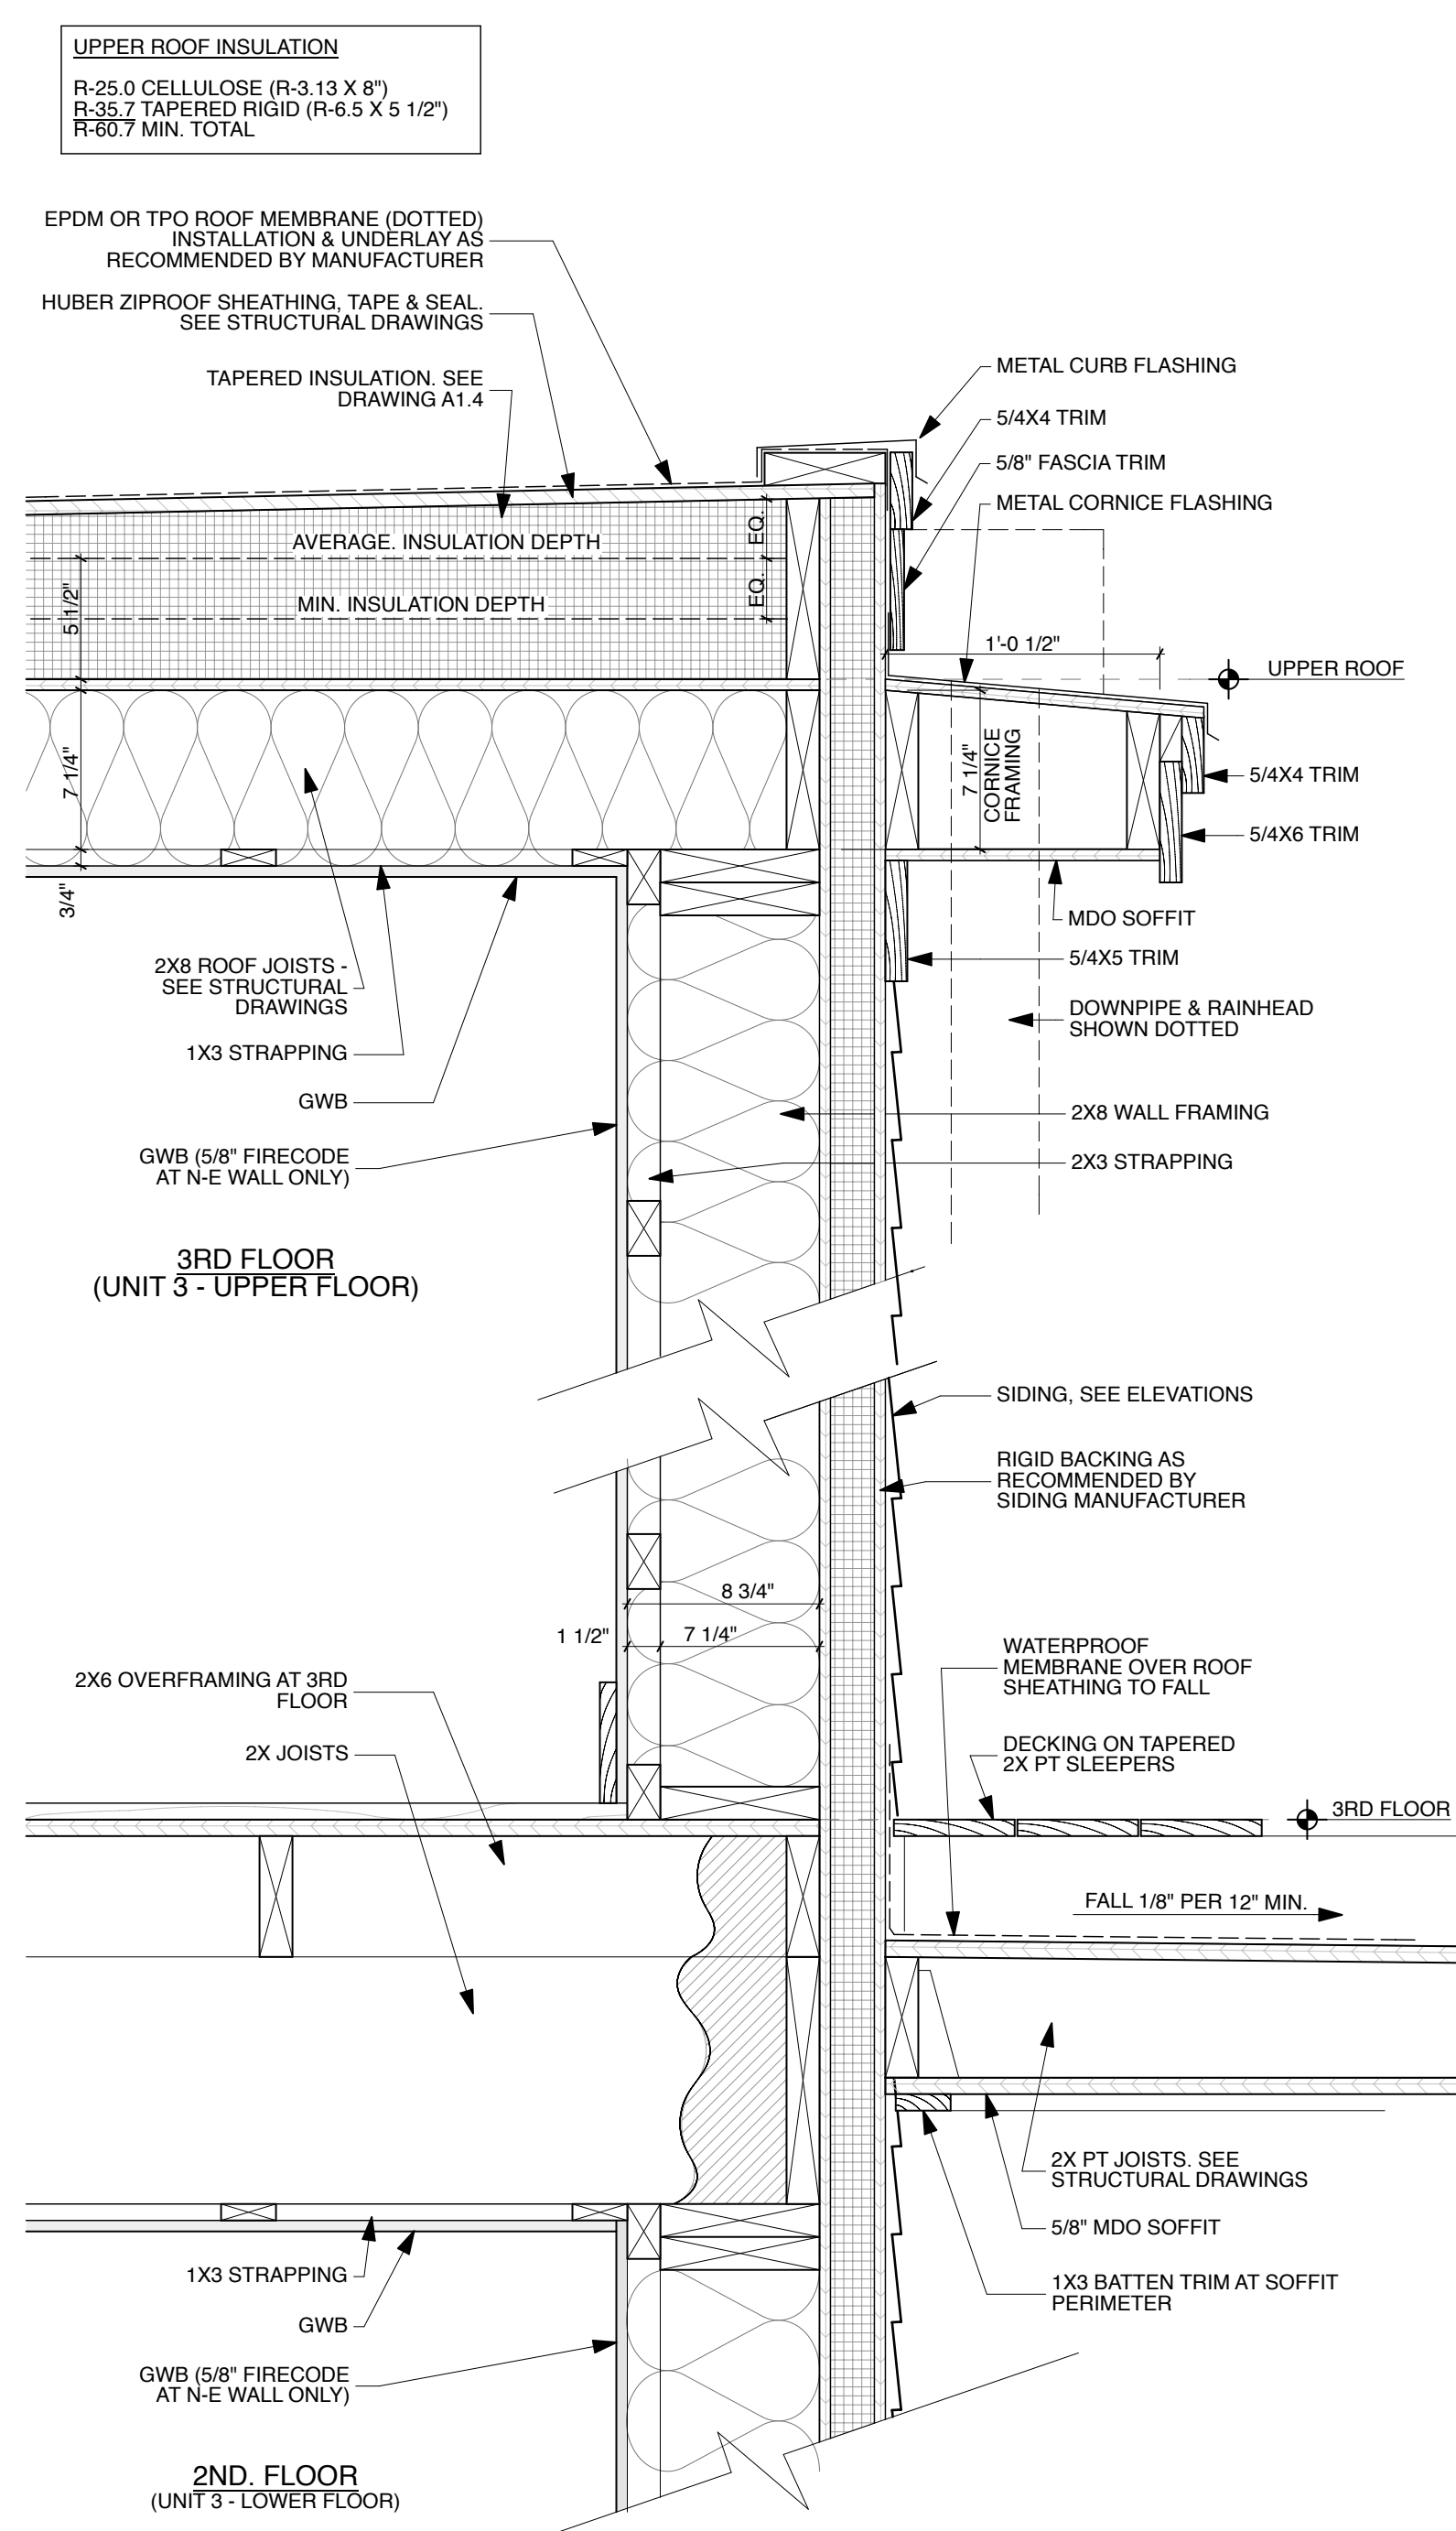 UPPER ROOF INSULATION
R-25.0 CELLULOSE (R-3.13 X 8")
R-35.7 TAPERED RIGID (R-6.5 X 5 1/2")
R-60.7 MIN. TOTAL
EPDM OR TPO ROOF MEMBRANE (DOTTED)
INSTALLATION & UNDERLAY AS
RECOMMENDED BY MANUFACTURER
HUBER ZIPROOF SHEATHING, TAPE & SEAL.
SEE STRUCTURAL DRAWINGS
TAPERED INSULATION. SEE
DRAWING A1.4
METAL CURB FLASHING
5/4X4 TRIM
5/8" FASCIA TRIM
METAL CORNICE FLASHING
AVERAGE. INSULATION DEPTH
EQ.
MIN. INSULATION DEPTH
EQ.
5 1/2"
1'-0 1/2"
UPPER ROOF
7 1/4"
7 1/4"
CORNICE
FRAMING
5/4X4 TRIM
5/4X6 TRIM
3/4"
MDO SOFFIT
5/4X5 TRIM
2X8 ROOF JOISTS -
SEE STRUCTURAL
DRAWINGS
DOWNPIPE & RAINHEAD
SHOWN DOTTED
1X3 STRAPPING
GWB
2X8 WALL FRAMING
GWB (5/8" FIRECODE
AT N-E WALL ONLY)
2X3 STRAPPING
3RD FLOOR
(UNIT 3 - UPPER FLOOR)
SIDING, SEE ELEVATIONS
RIGID BACKING AS
RECOMMENDED BY
SIDING MANUFACTURER
8 3/4"
1 1/2"
7 1/4"
WATERPROOF
MEMBRANE OVER ROOF
SHEATHING TO FALL
2X6 OVERFRAMING AT 3RD
FLOOR
2X JOISTS
DECKING ON TAPERED
2X PT SLEEPERS
3RD FLOOR
FALL 1/8" PER 12" MIN.
2X PT JOISTS. SEE
STRUCTURAL DRAWINGS
5/8" MDO SOFFIT
1X3 STRAPPING
1X3 BATTEN TRIM AT SOFFIT
PERIMETER
GWB
GWB (5/8" FIRECODE
AT N-E WALL ONLY)
2ND. FLOOR
(UNIT 3 - LOWER FLOOR)